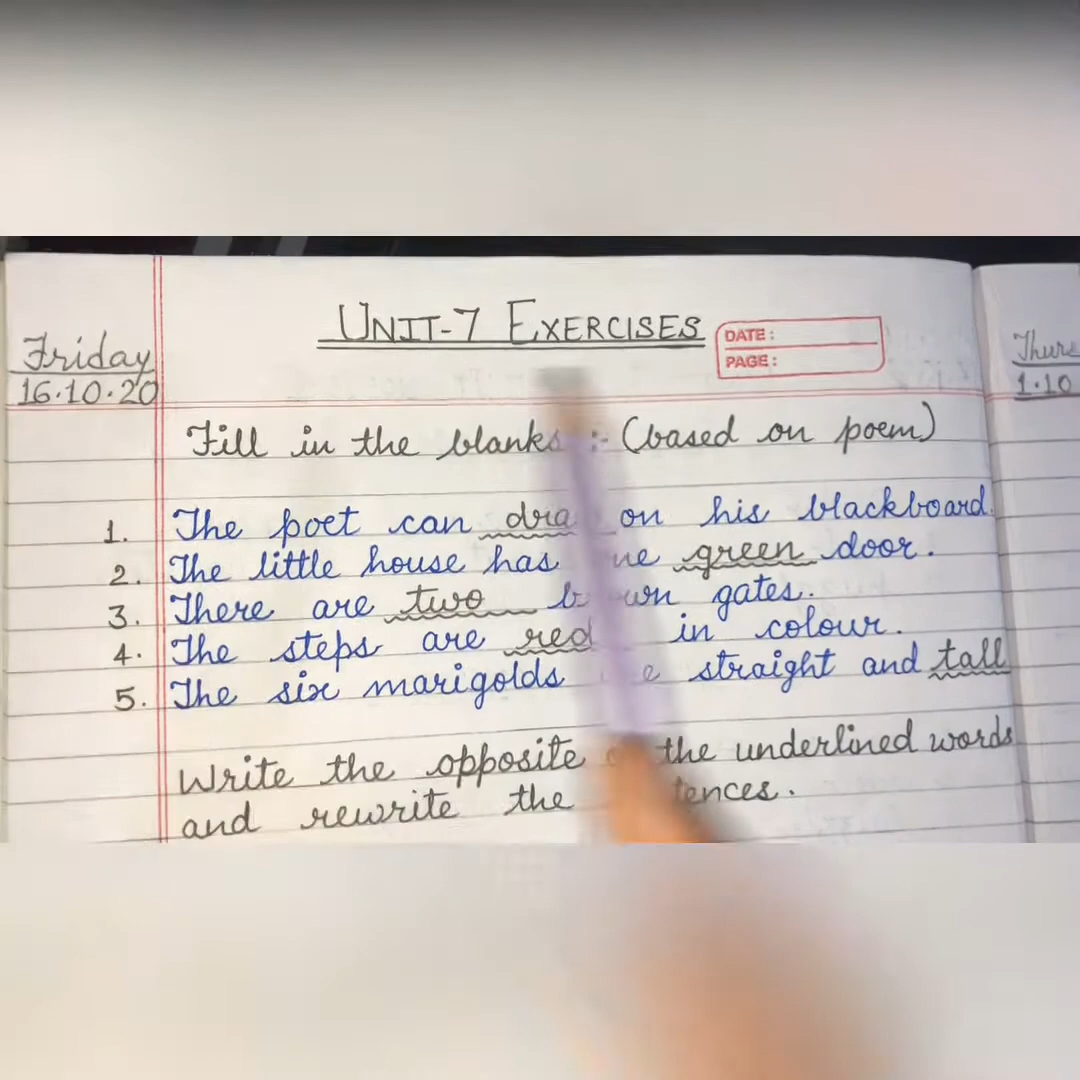 UNIT-7 EXERCISES
DATE:
PAGE:
Friday
16.10.20
Thurs
1.10
Fill in the blanks :- (based on poem)
1. The poet can on his blackboard.
2. The little house has green door.
3. There are two gates.
4. The steps are red in colour.
5. The six marigolds straight and tall
Write the opposite the underlined words
and rewrite the